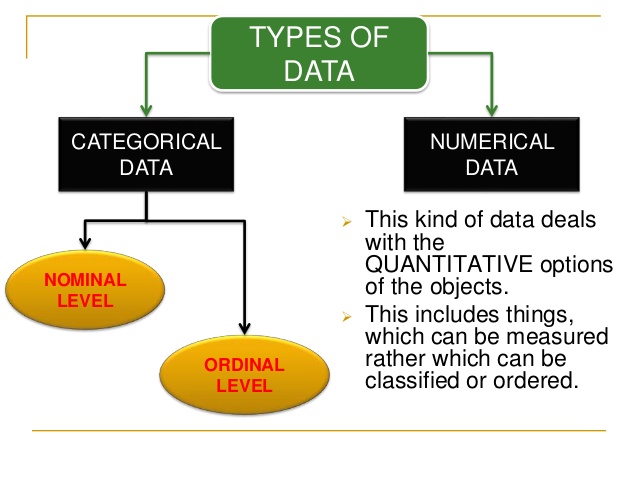 TYPES OF
DATA
CATEGORICAL
DATA
NUMERICAL
DATA
NOMINAL
LEVEL
ORDINAL
LEVEL
This kind of data deals
with the
QUANTITATIVE options
of the objects.
This includes things,
which can be measured
rather which can be
classified or ordered.